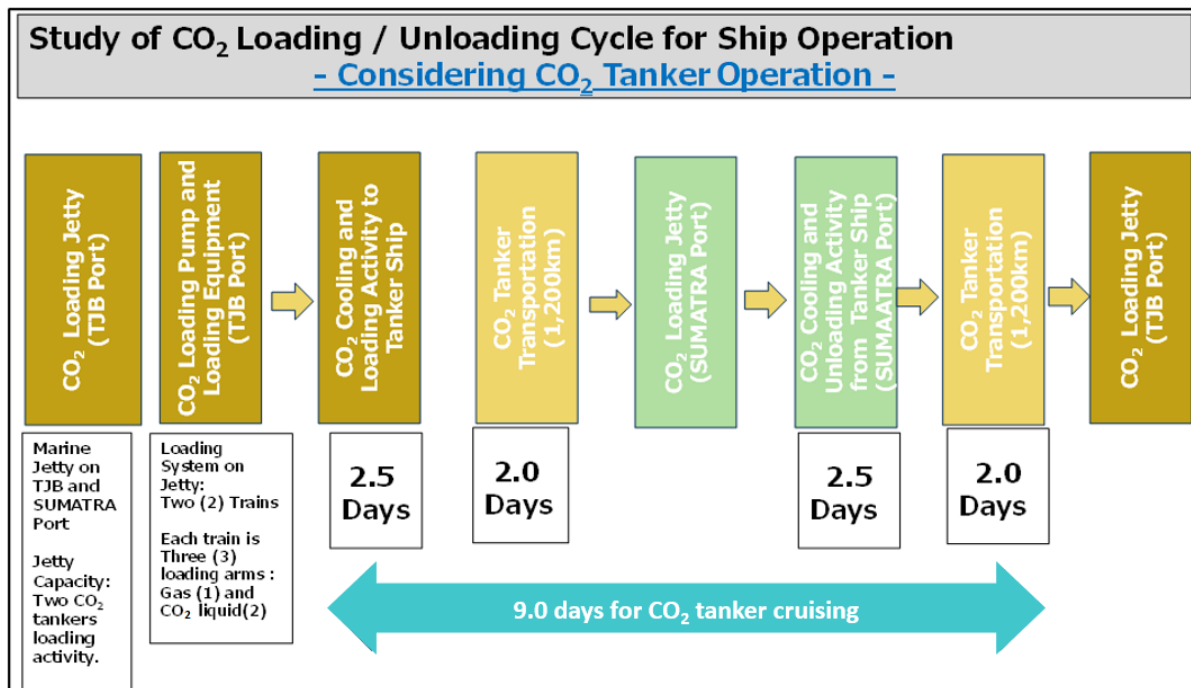 Study of CO₂ Loading / Unloading Cycle for Ship Operation
- Considering CO₂ Tanker Operation -
CO₂ Loading Jetty
(TJB Port)
CO₂ Loading Pump and
Loading Equipment
(TJB Port)
CO₂ Cooling and
Loading Activity to
Tanker Ship
CO₂ Tanker
Transportation
(1,200km)
CO₂ Loading Jetty
(SUMATRA Port)
CO₂ Cooling and
Unloading Activity
from Tanker Ship
(SUMAATRA Port)
CO₂ Tanker
Transportation
(1,200km)
CO₂ Loading Jetty
(TJB Port)
Marine
Jetty on
TJB and
SUMATRA
Port
Jetty
Capacity:
Two CO₂
tankers
loading
activity.
Loading
System on
Jetty:
Two (2) Trains
Each train is
Three (3)
loading arms :
Gas (1) and
CO₂ liquid(2)
2.5
Days
2.0
Days
2.5
Days
2.0
Days
9.0 days for CO₂ tanker cruising